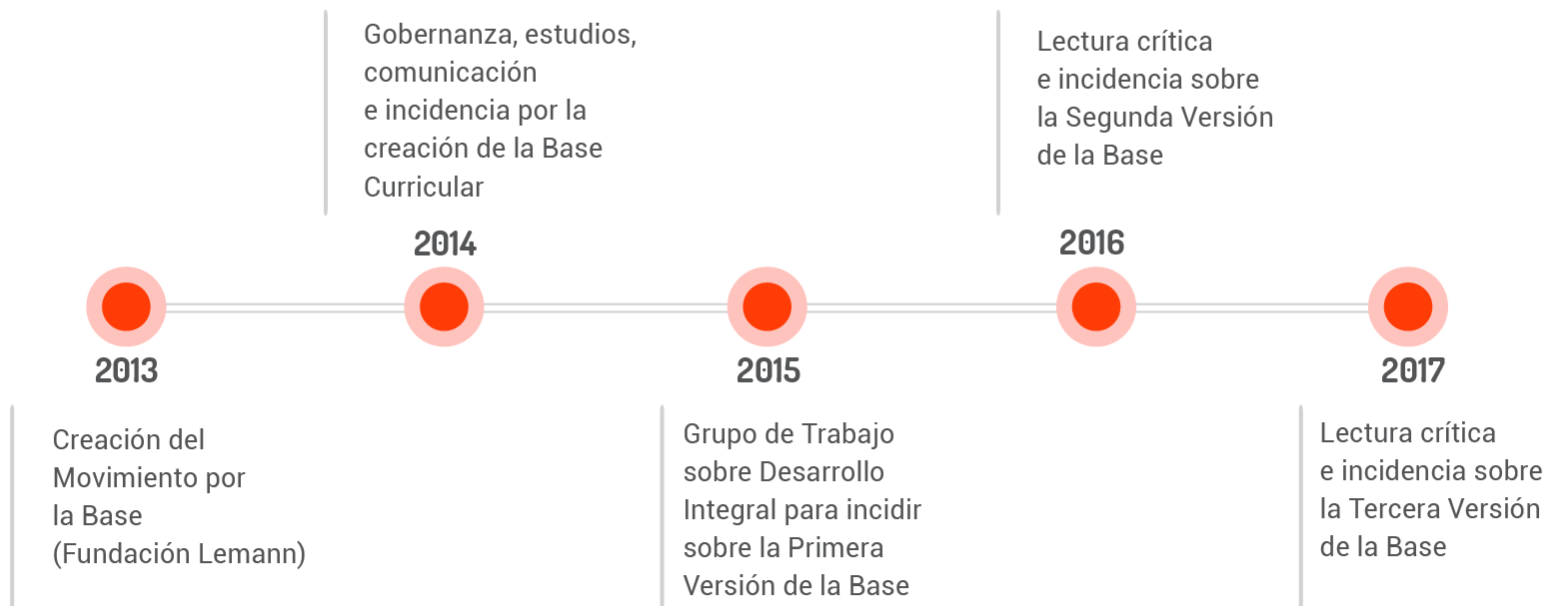 2013
Creación del
Movimiento por
la Base
(Fundación Lemann)
Gobernanza, estudios,
comunicación
e incidencia por la
creación de la Base
Curricular
2014
2015
Grupo de Trabajo
sobre Desarrollo
Integral para incidir
sobre la Primera
Versión de la Base
Lectura crítica
e incidencia sobre
la Segunda Versión
de la Base
2016
2017
Lectura crítica
e incidencia sobre
la Tercera Versión
de la Base